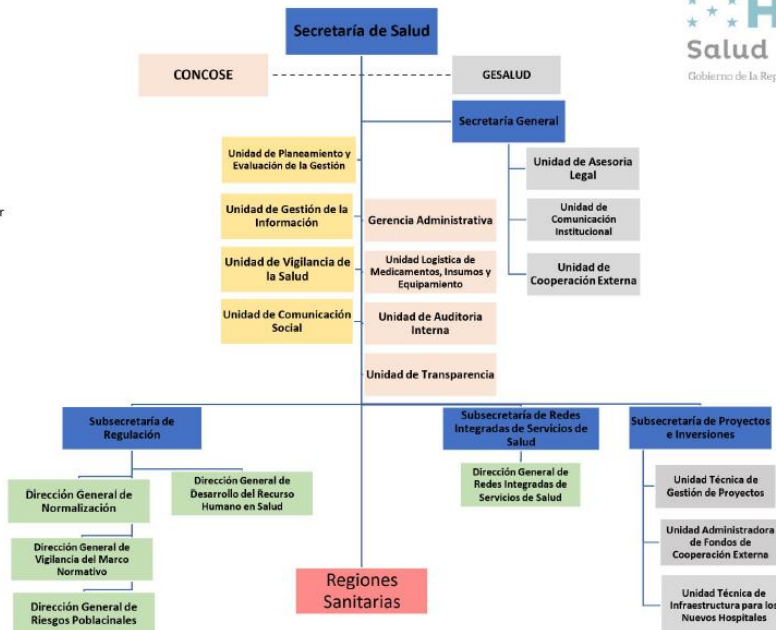 Secretaría de Salud
H
Salud
Gobierno de la Rep
CONCOSE
GESALUD
Secretaría General
Unidad de Planeamiento y
Evaluación de la Gestión
Unidad de Asesoria
Legal
r
Unidad de Gestión de la
Información
Gerencia Administrativa
Unidad de
Comunicación
Institucional
Unidad de Vigilancia de
la Salud
Unidad Logistica de
Medicamentos, Insumos y
Equipamiento
Unidad de
Cooperación Externa
Unidad de Comunicación
Social
Unidad de Auditoria
Interna
Unidad de Transparencia
Subsecretaría de
Regulación
Subsecretaría de Redes
Integradas de Servicios de
Salud
Subsecretaría de Proyectos
e Inversiones
Dirección General de
Normalización
Dirección General de
Desarrollo del Recurso
Humano en Salud
Dirección General de
Redes Integradas de
Servicios de Salud
Unidad Técnica de
Gestión de Proyectos
Dirección General de
Vigilancia del Marco
Normativo
Unidad Administradora
de Fondos de
Cooperación Externa
Dirección General de
Riesgos Poblacinales
Regiones
Sanitarias
Unidad Técnica de
Infraestructura para los
Nuevos Hospitales